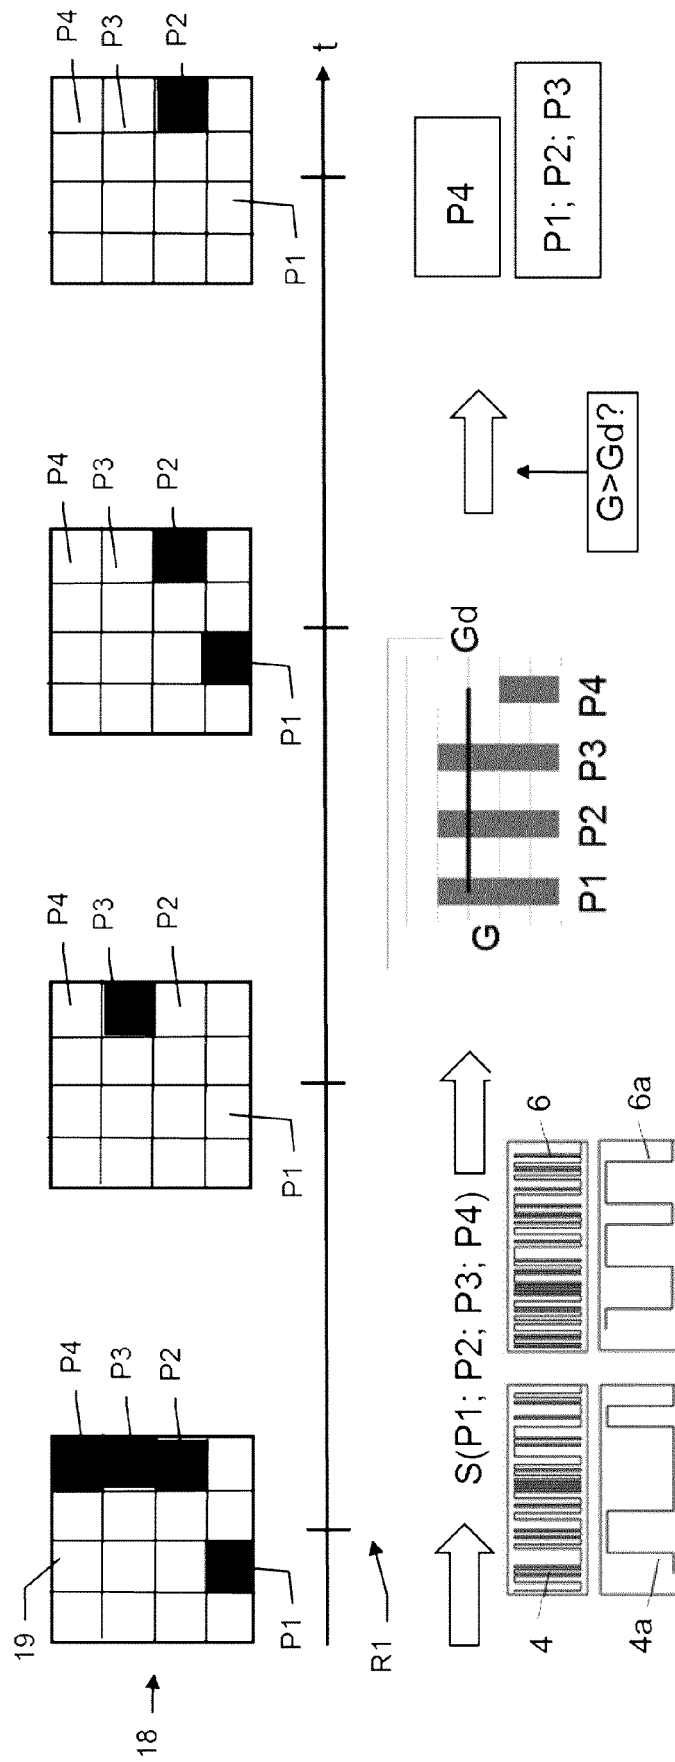 18
19
P4
P3
P2
P1
P4
P3
P2
P1
P4
P3
P2
P1
P4
P3
P2
P1
t
R1
S(P1; P2; P3; P4)
4
6
4a
6a
G
Gd
P1 P2 P3 P4
G>Gd?
P4
P1; P2; P3